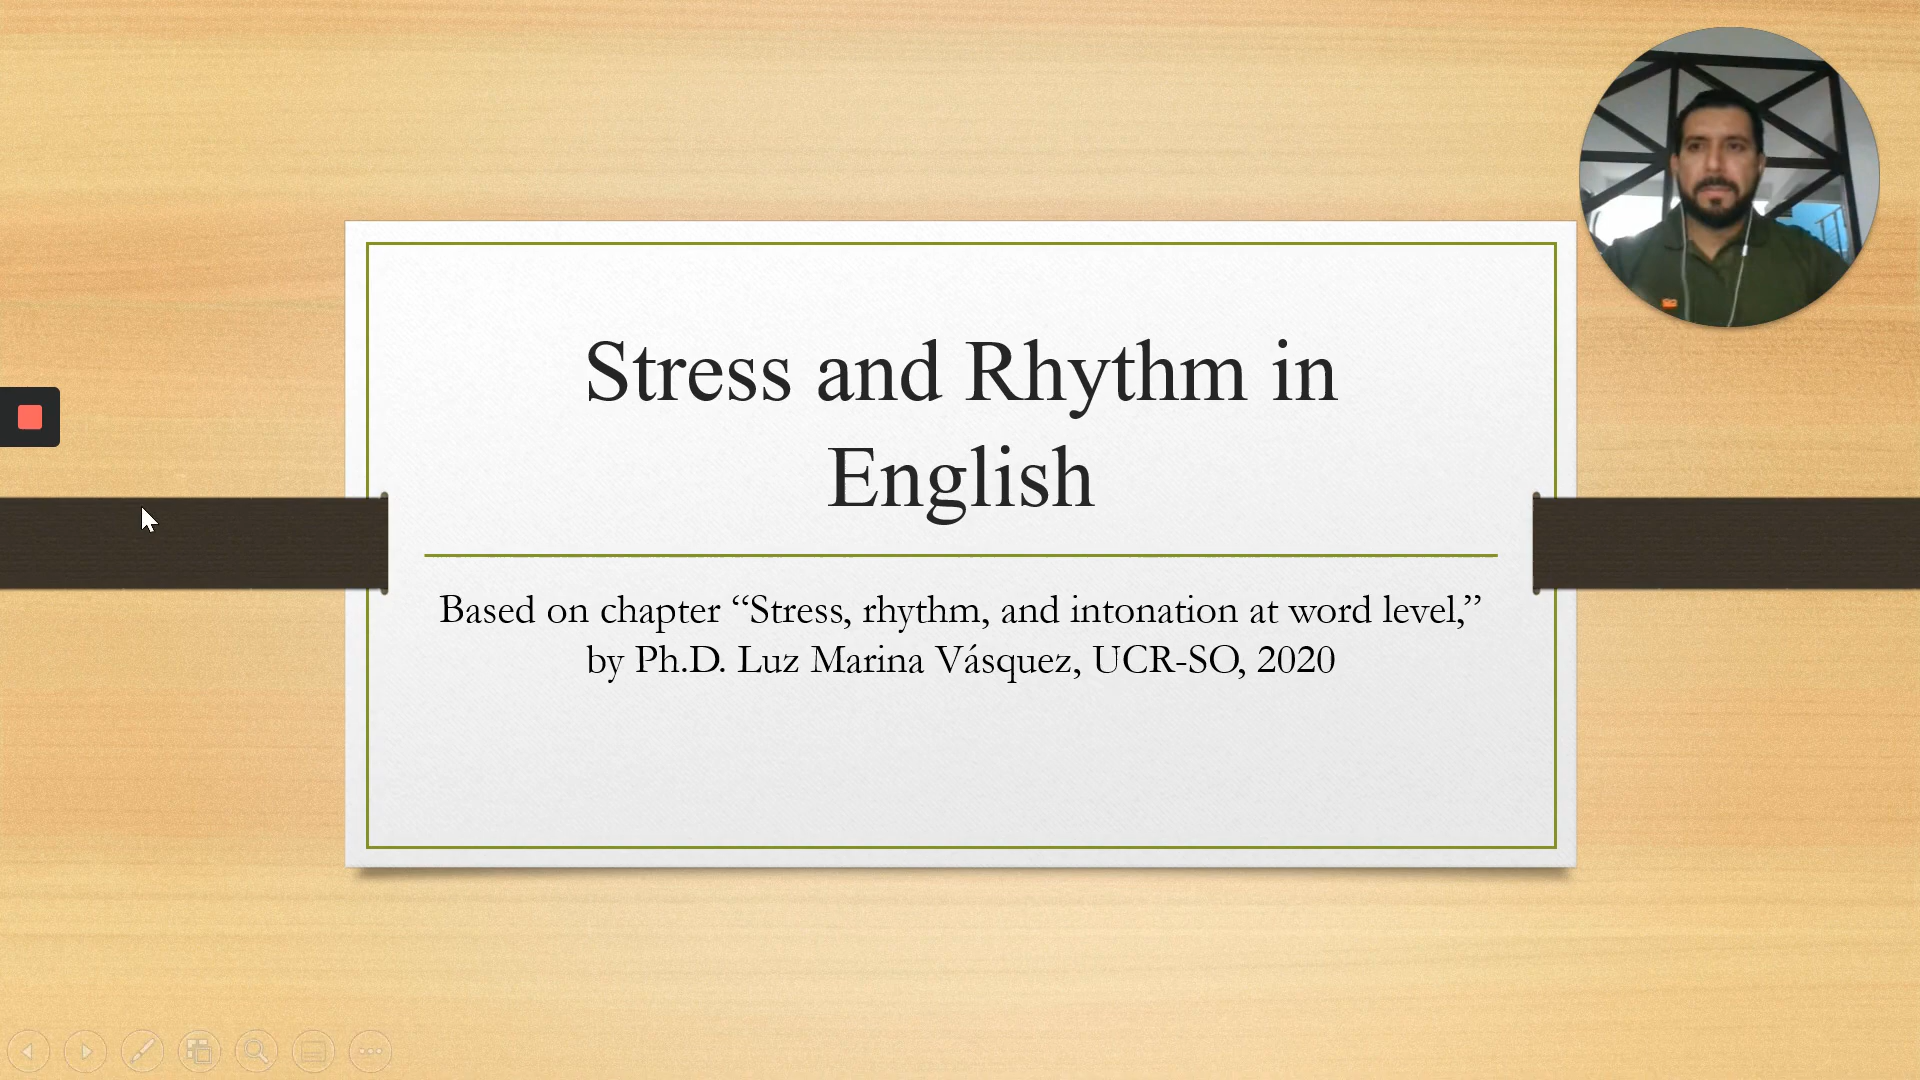 Stress and Rhythm in
English
Based on chapter “Stress, rhythm, and intonation at word level,”
by Ph.D. Luz Marina Vásquez, UCR-SO, 2020